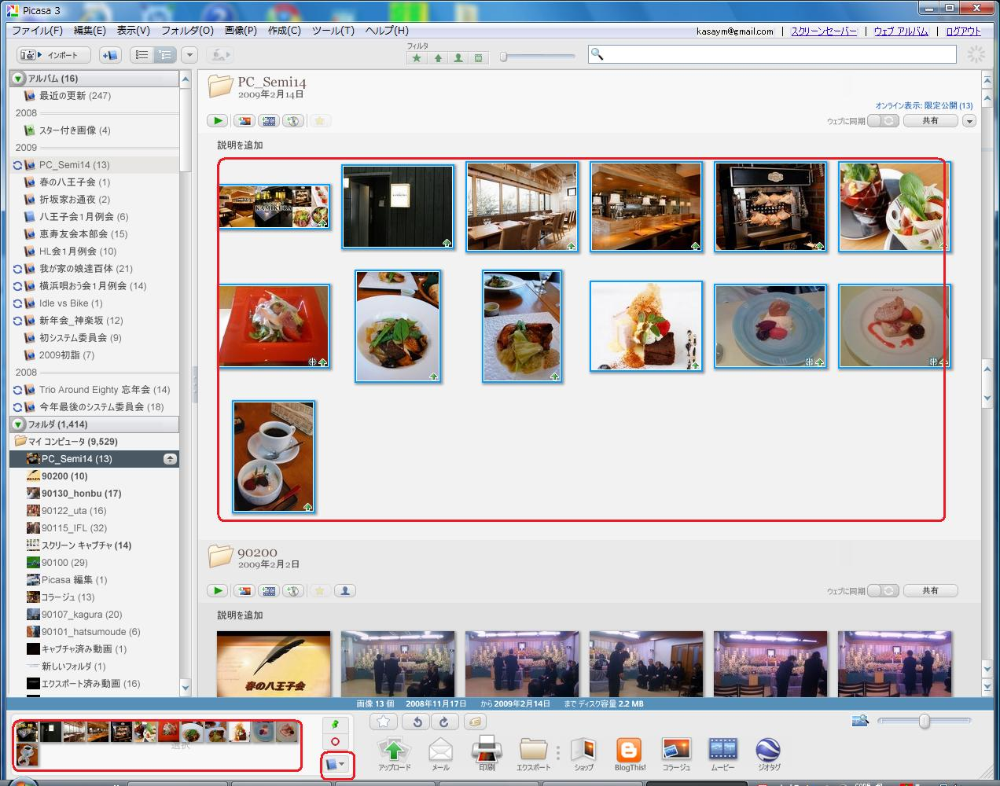 Picasa 3
ファイル(F) 編集(E) 表示(V) フォルダ(O) 画像(P) 作成(C) ツール(T) ヘルプ(H)
kasaym@gmail.com | スクリーンセーバー | ウェブ アルバム | ログアウト
インポート
フィルタ
アルバム (16)
最近の更新 (247)
2008
スター付き画像 (4)
2009
PC_Semi14 (13)
春の八王子会 (1)
折坂家お通夜 (2)
八王子会1月例会 (6)
恵寿友会本部会 (15)
HL会1月例会 (10)
我が家の娘達百体 (21)
横浜唄おう会1月例会 (14)
Idle vs Bike (1)
新年会_神楽坂 (12)
初システム委員会 (9)
2009初詣 (7)
2008
Trio Around Eighty 忘年会 (14)
今年最後のシステム委員会 (18)
フォルダ (1,414)
マイ コンピュータ (9,529)
PC_Semi14 (13)
90200 (10)
90130_honbu (17)
90122_uta (16)
90115_IFL (32)
スクリーン キャプチャ (14)
90100 (29)
Picasa 編集 (1)
コラージュ (13)
90107_kagura (20)
90101_hatsumoude (6)
キャプチャ済み動画 (1)
新しいフォルダ (1)
エクスポート済み動画 (16)
PC_Semi14
2009年2月14日
オンライン表示: 限定公開 (13)
ウェブに同期
共有
説明を追加
KAMIKURA
90200
2009年2月2日
ウェブに同期
共有
説明を追加
春の八王子会
画像 13 個 2008年11月17日 から2009年2月14日 まで ディスク容量 2.2 MB
選択
アップロード
メール
印刷
エクスポート
ショップ
BlogThis!
コラージュ
ムービー
ジオタグ